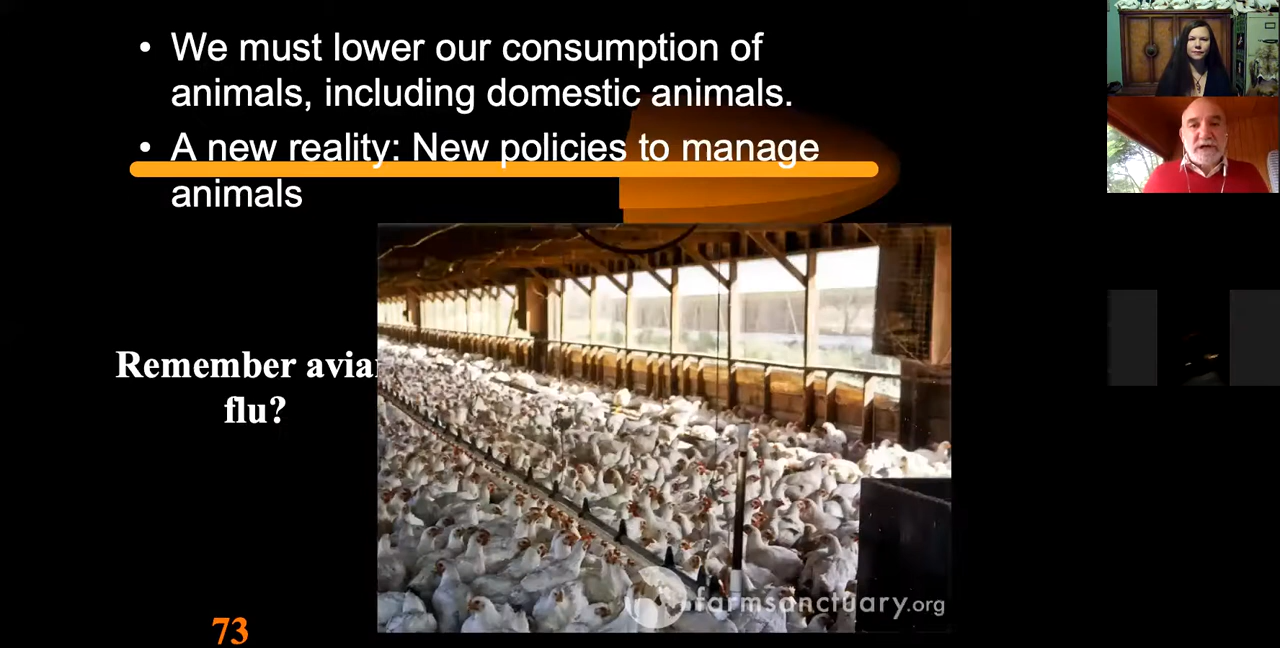 • We must lower our consumption of
animals, including domestic animals.
• A new reality: New policies to manage
animals
Remember avian
flu?
farmsanctuary.org
73